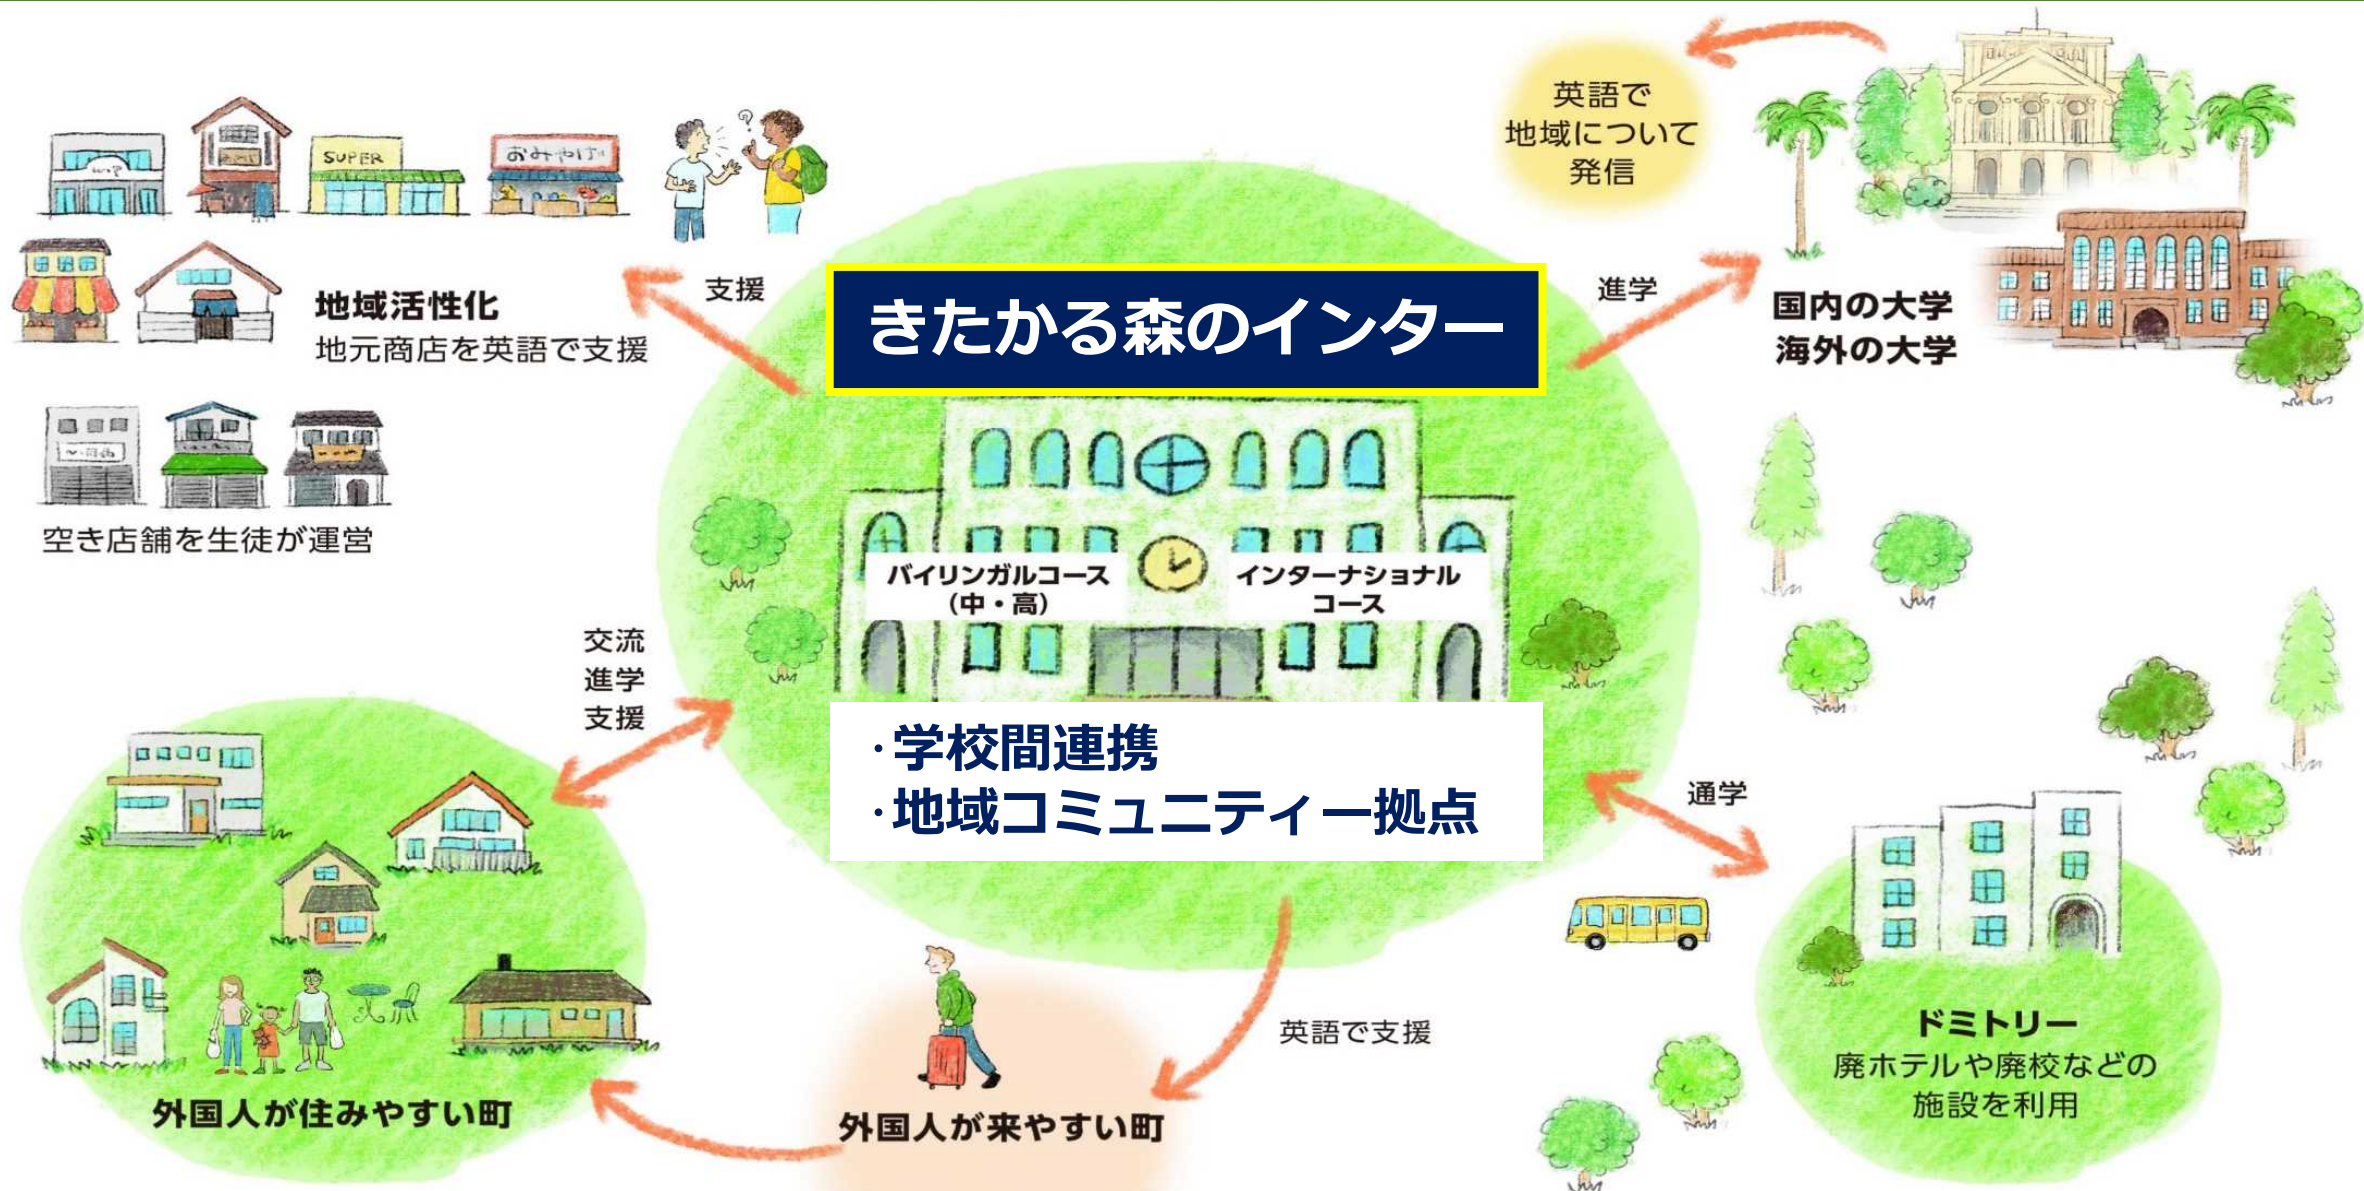 SUPER
おみやげ
地域活性化
地元商店を英語で支援
空き店舗を生徒が運営
支援
きたかる森のインター
バイリンガルコース
（中・高）
インターナショナル
コース
・学校間連携
・地域コミュニティー拠点
英語で
地域について
発信
進学
国内の大学
海外の大学
交流
進学
支援
通学
外国人が住みやすい町
英語で支援
外国人が来やすい町
ドミトリー
廃ホテルや廃校などの
施設を利用